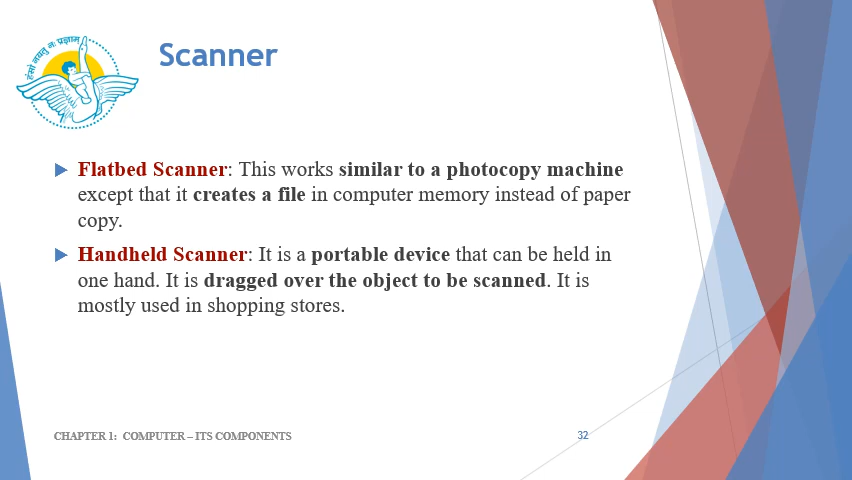 हंसो नयतु नः प्रज्ञाम्
Scanner
Flatbed Scanner: This works similar to a photocopy machine
except that it creates a file in computer memory instead of paper
copy.
Handheld Scanner: It is a portable device that can be held in
one hand. It is dragged over the object to be scanned. It is
mostly used in shopping stores.
CHAPTER 1: COMPUTER – ITS COMPONENTS
32